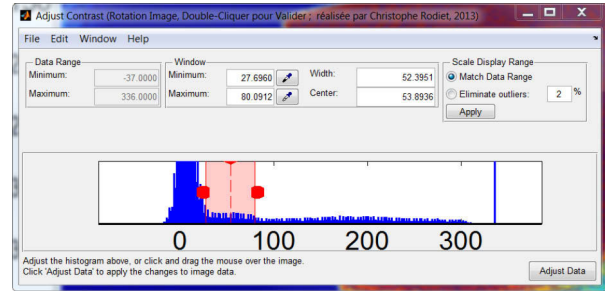 Adjust Contrast (Rotation Image, Double-Cliquer pour Valider ; réalisée par Christophe Rodiet, 2013)
File Edit Window Help
Data Range
Minimum: -37.0000
Maximum: 336.0000
Window
Minimum: 27.6960 Width: 52.3951
Maximum: 80.0912 Center: 53.8936
Scale Display Range
Match Data Range
Eliminate outliers: 2 %
Apply
0 100 200 300
Adjust the histogram above, or click and drag the mouse over the image.
Click 'Adjust Data' to apply the changes to image data.
Adjust Data